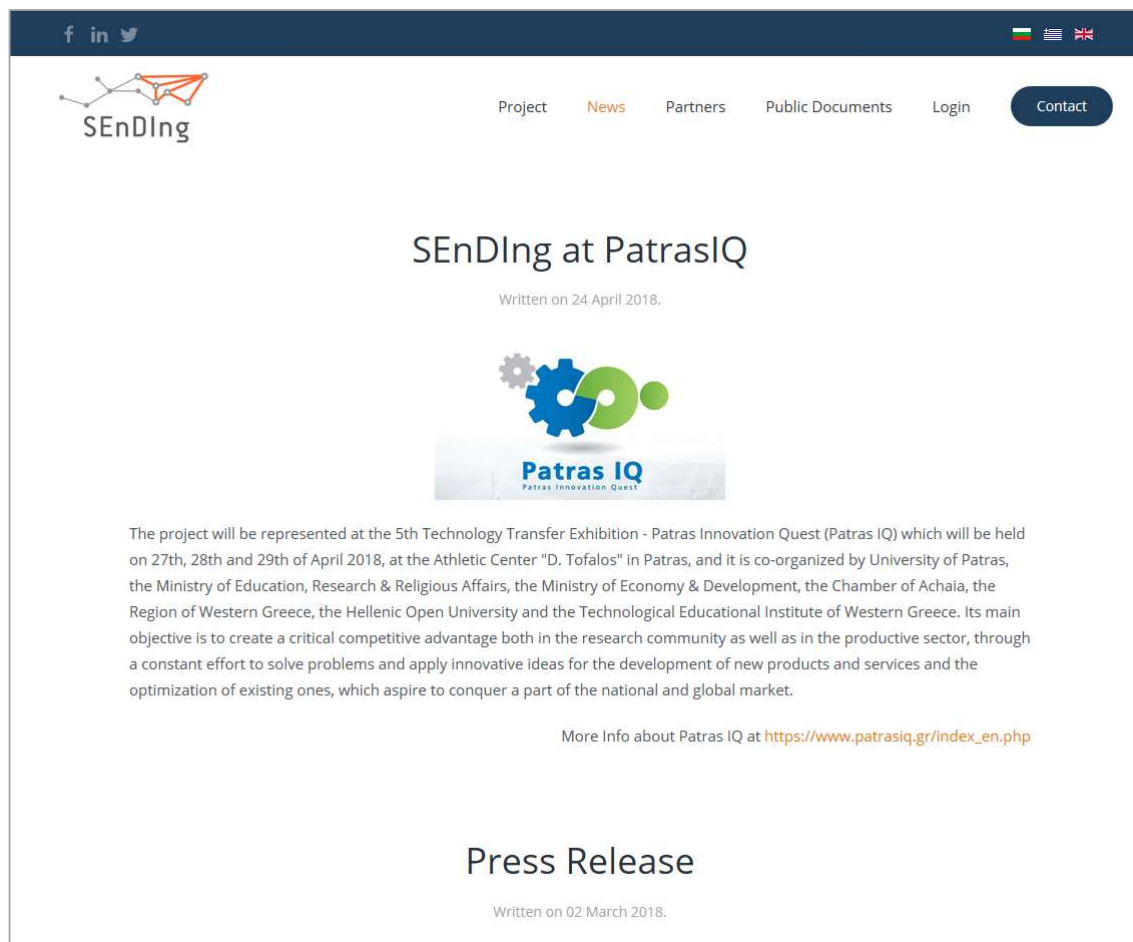 SEnDIng
Project News Partners Public Documents Login Contact
SEnDIng at PatrasIQ
Written on 24 April 2018.
Patras IQ
Patras Innovation Quest
The project will be represented at the 5th Technology Transfer Exhibition - Patras Innovation Quest (Patras IQ) which will be held
on 27th, 28th and 29th of April 2018, at the Athletic Center "D. Tofalos" in Patras, and it is co-organized by University of Patras,
the Ministry of Education, Research & Religious Affairs, the Ministry of Economy & Development, the Chamber of Achaia, the
Region of Western Greece, the Hellenic Open University and the Technological Educational Institute of Western Greece. Its main
objective is to create a critical competitive advantage both in the research community as well as in the productive sector, through
a constant effort to solve problems and apply innovative ideas for the development of new products and services and the
optimization of existing ones, which aspire to conquer a part of the national and global market.
More Info about Patras IQ at https://www.patrasiq.gr/index_en.php
Press Release
Written on 02 March 2018.